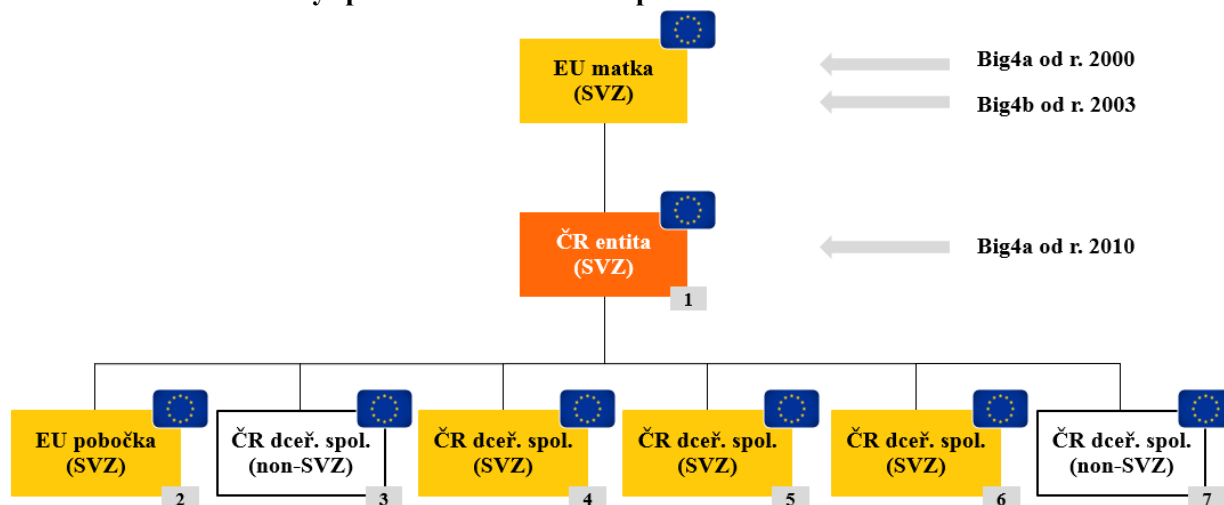 EU matka
(SVZ)
Big4a od r. 2000
Big4b od r. 2003
ČR entita
(SVZ)
1
Big4a od r. 2010
EU pobočka
(SVZ)
2
ČR dceř. spol.
(non-SVZ)
3
ČR dceř. spol.
(SVZ)
4
ČR dceř. spol.
(SVZ)
5
ČR dceř. spol.
(SVZ)
6
ČR dceř. spol.
(non-SVZ)
7